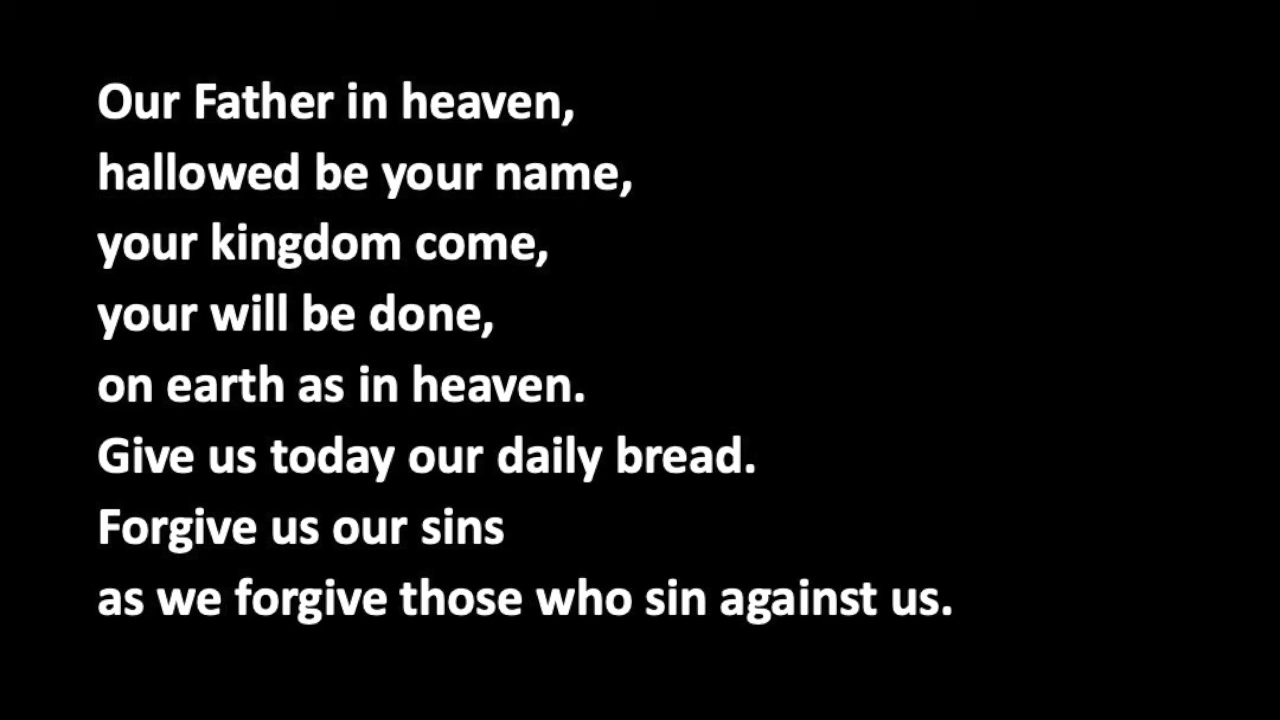 Our Father in heaven,
hallowed be your name,
your kingdom come,
your will be done,
on earth as in heaven.
Give us today our daily bread.
Forgive us our sins
as we forgive those who sin against us.